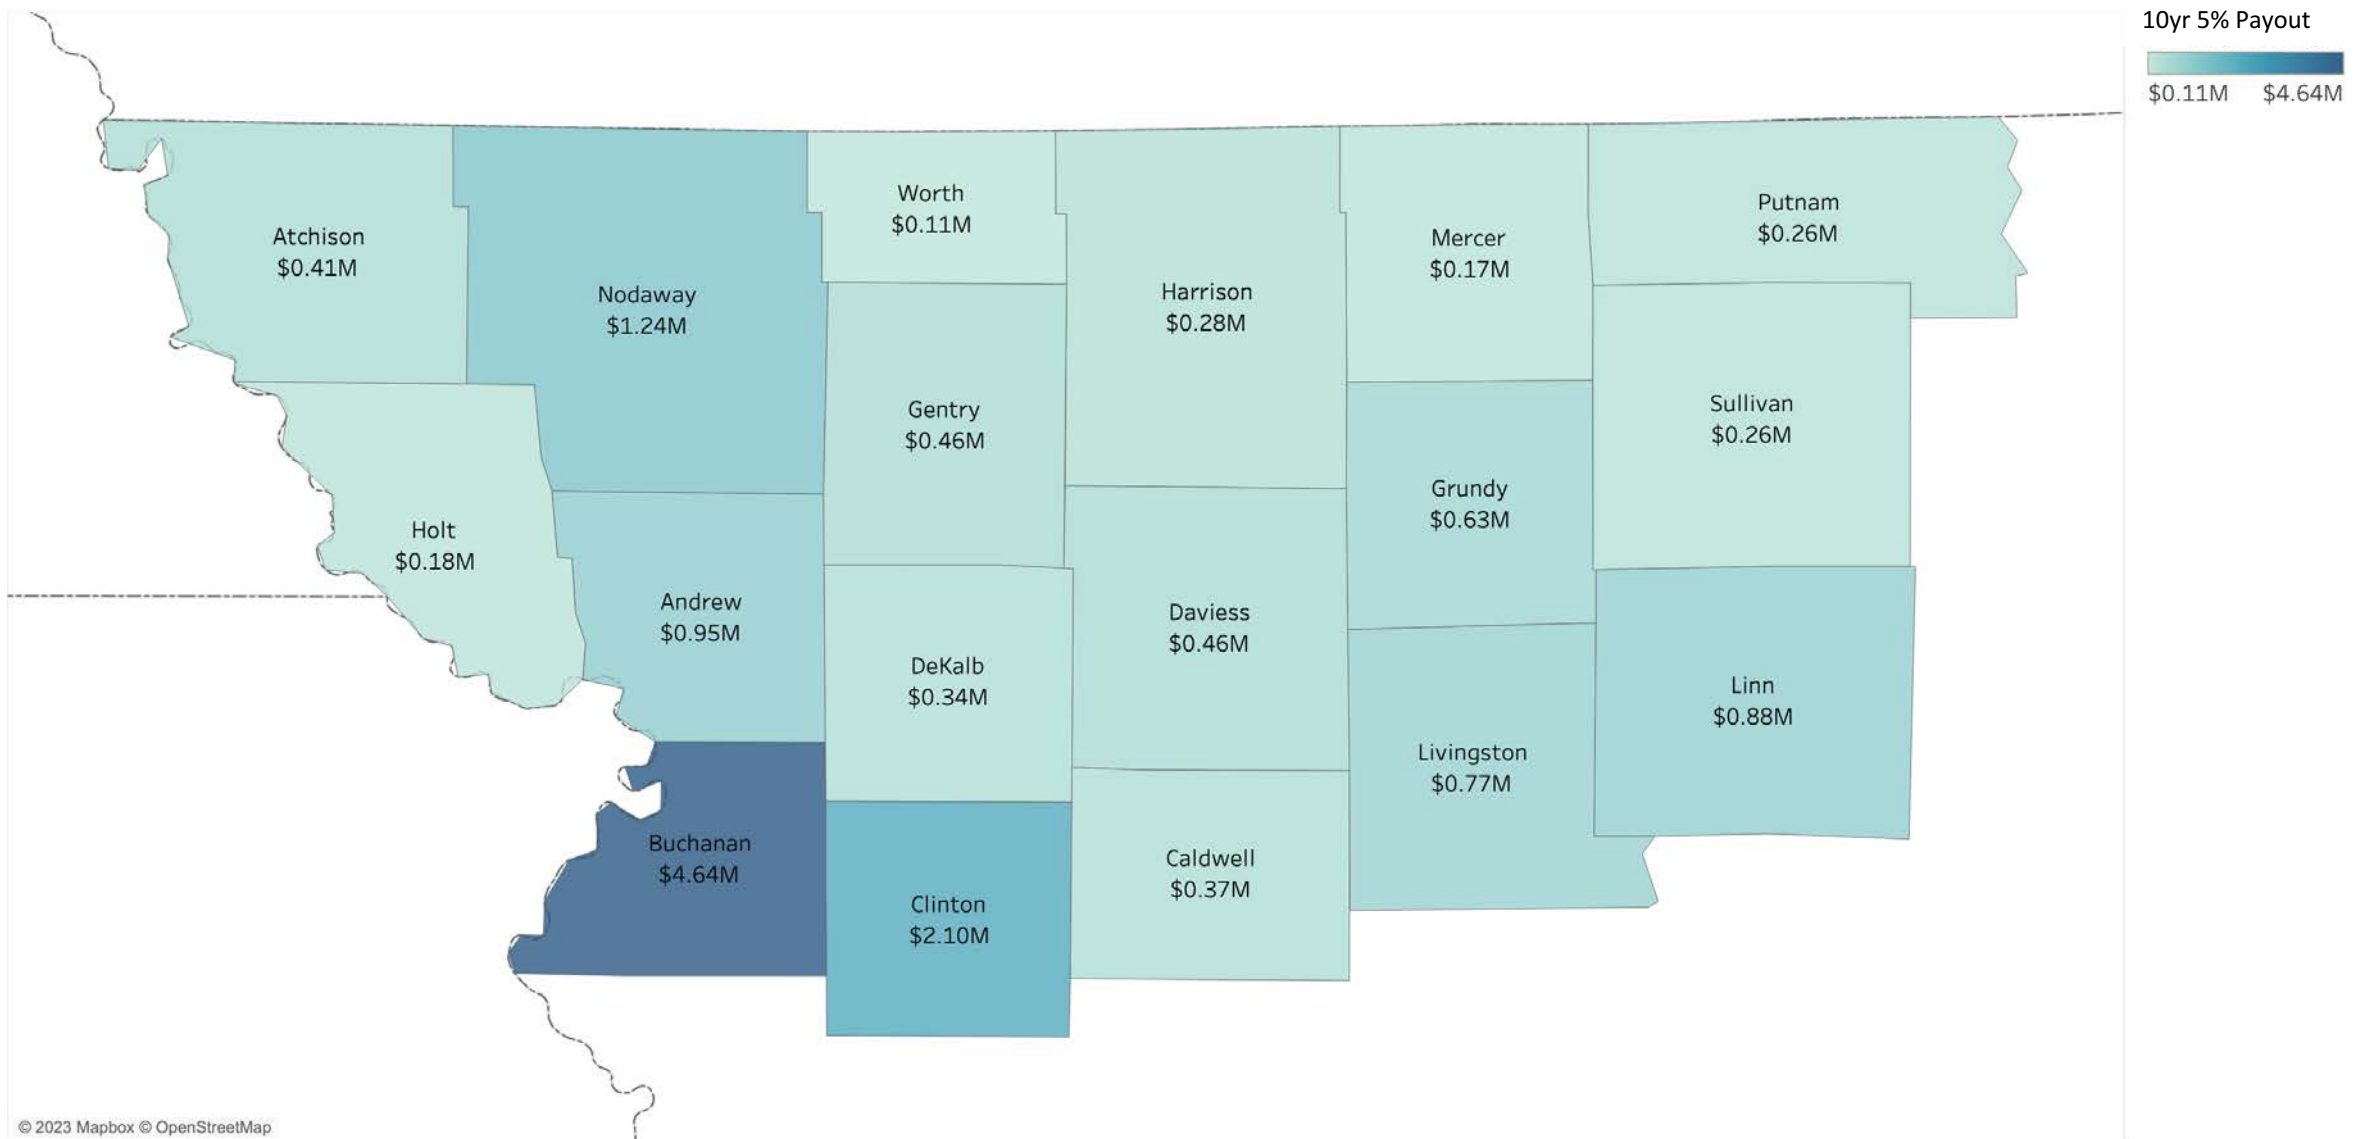 10yr 5% Payout
$0.11M $4.64M
Worth
$0.11M
Putnam
$0.26M
Atchison
$0.41M
Mercer
$0.17M
Nodaway
$1.24M
Harrison
$0.28M
Gentry
$0.46M
Sullivan
$0.26M
Grundy
$0.63M
Holt
$0.18M
Andrew
$0.95M
Daviess
$0.46M
DeKalb
$0.34M
Linn
$0.88M
Livingston
$0.77M
Buchanan
$4.64M
Caldwell
$0.37M
Clinton
$2.10M
© 2023 Mapbox © OpenStreetMap